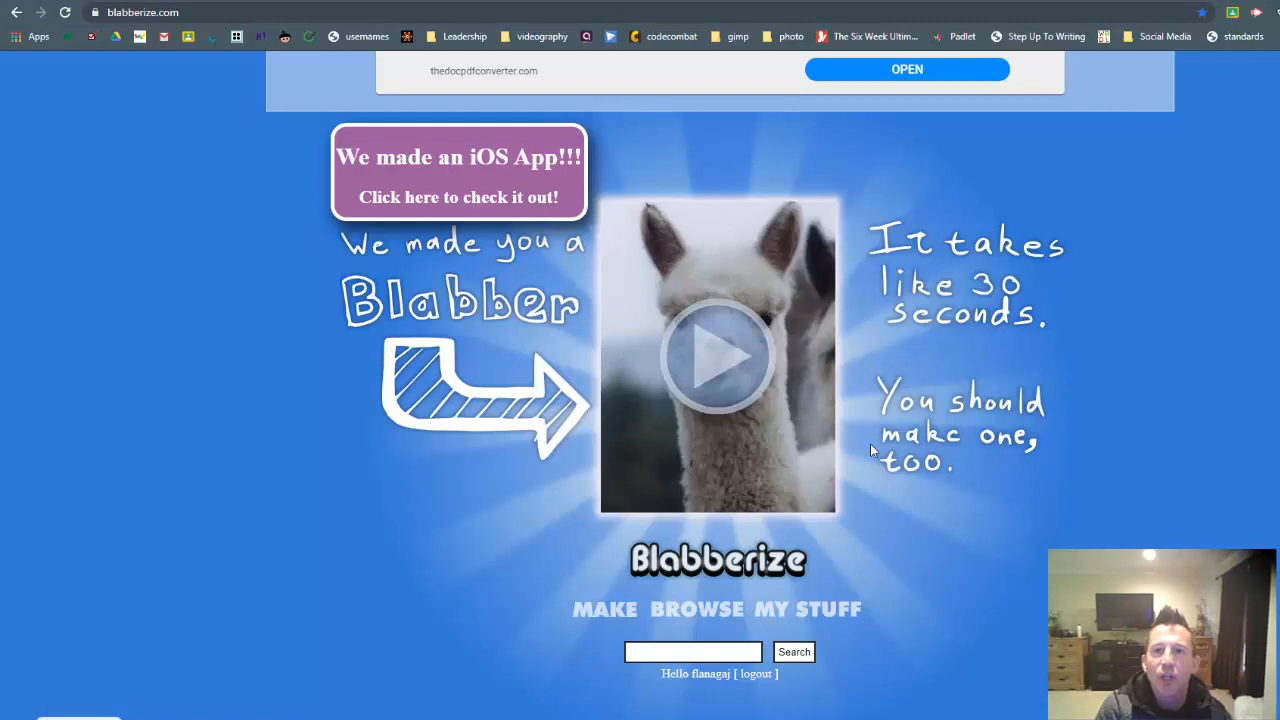 blabberize.com
Apps
usernames
Leadership
videography
codecombat
gimp
photo
The Six Week Ultim...
Padlet
Step Up To Writing
Social Media
standards
thedocpdfconverter.com
OPEN
We made an iOS App!!!
Click here to check it out!
We made you a
Blabber
It takes
like 30
seconds.
You should
make one,
too.
Blabberize
MAKE BROWSE MY STUFF
Search
Hello flanagaj [ logout ]